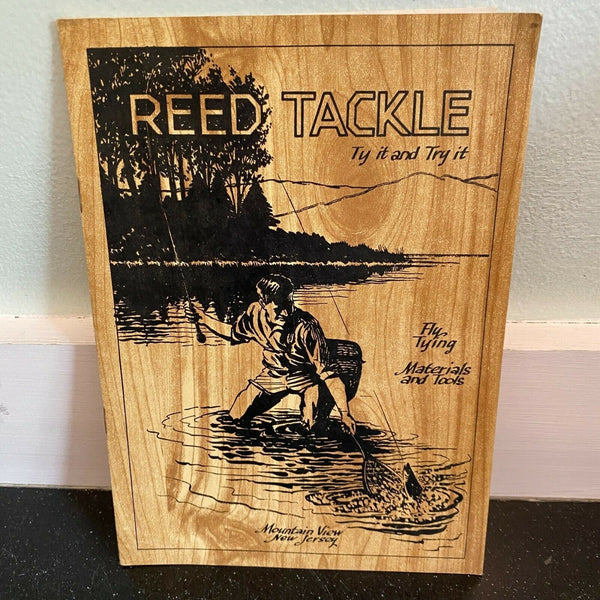 REED TACKLE
Ty it and Try it
Fly
Tying
Materials
and Tools
Mountain View
New Jersey